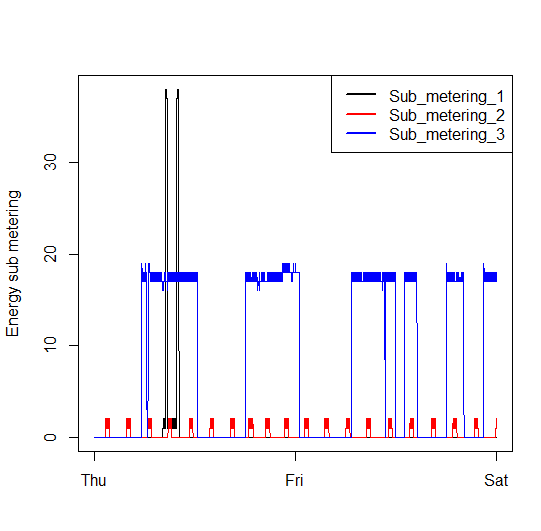 Sub_metering_1
Sub_metering_2
Sub_metering_3
Energy sub metering
30
20
10
0
Thu Fri Sat